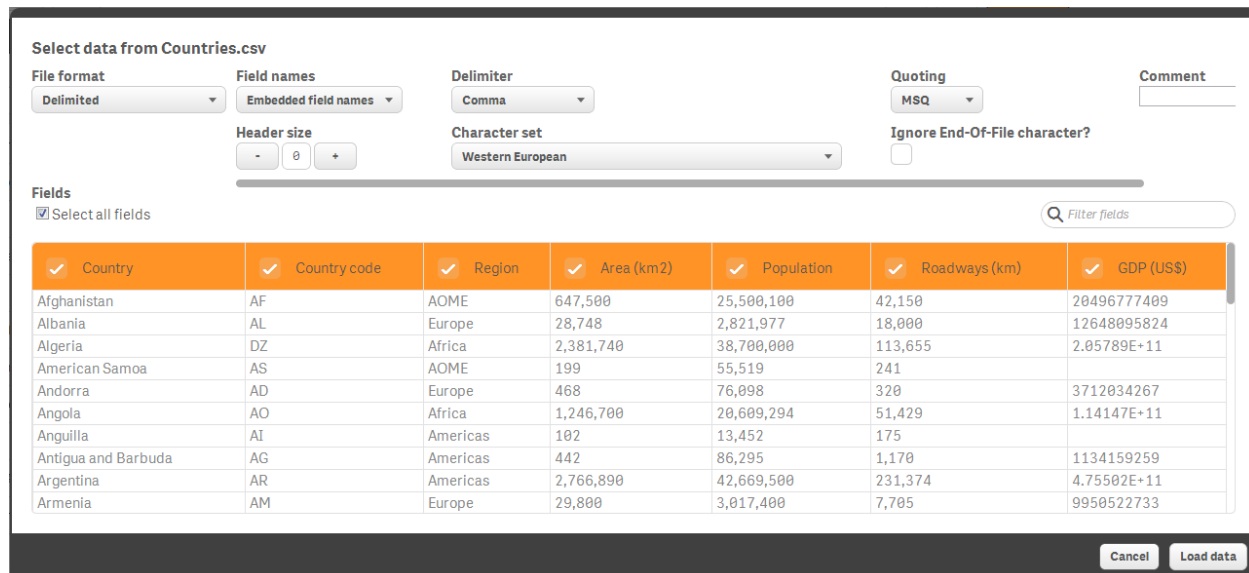 Select data from Countries.csv
File format Field names Delimiter Quoting Comment
Delimited Embedded field names Comma MSQ
Header size Character set Ignore End-Of-File character?
- 0 + Western European
Fields
Select all fields Filter fields
Country Country code Region Area (km2) Population Roadways (km) GDP (US$)
Afghanistan AF AOME 647,500 25,500,100 42,150 20496777409
Albania AL Europe 28,748 2,821,977 18,000 12648095824
Algeria DZ Africa 2,381,740 38,700,000 113,655 2.05789E+11
American Samoa AS AOME 199 55,519 241
Andorra AD Europe 468 76,098 320 3712034267
Angola AO Africa 1,246,700 20,609,294 51,429 1.14147E+11
Anguilla AI Americas 102 13,452 175
Antigua and Barbuda AG Americas 442 86,295 1,170 1134159259
Argentina AR Americas 2,766,890 42,669,500 231,374 4.75502E+11
Armenia AM Europe 29,800 3,017,400 7,705 9950522733
Cancel Load data